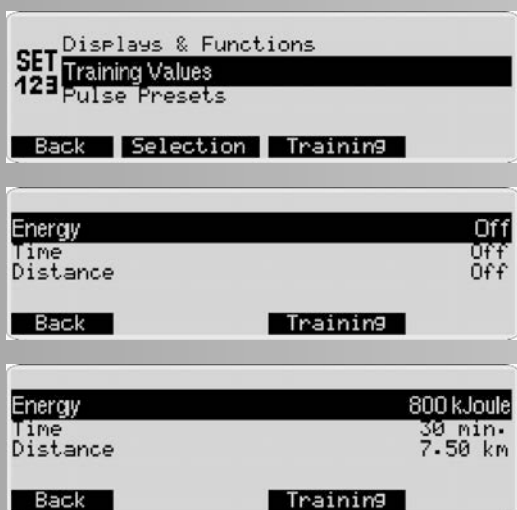 Displays & Functions
SET Training Values
123 Pulse Presets
Back Selection Training
Energy Off
Time Off
Distance Off
Back Training
Energy 800 kJoule
Time 30 min.
Distance 7.50 km
Back Training